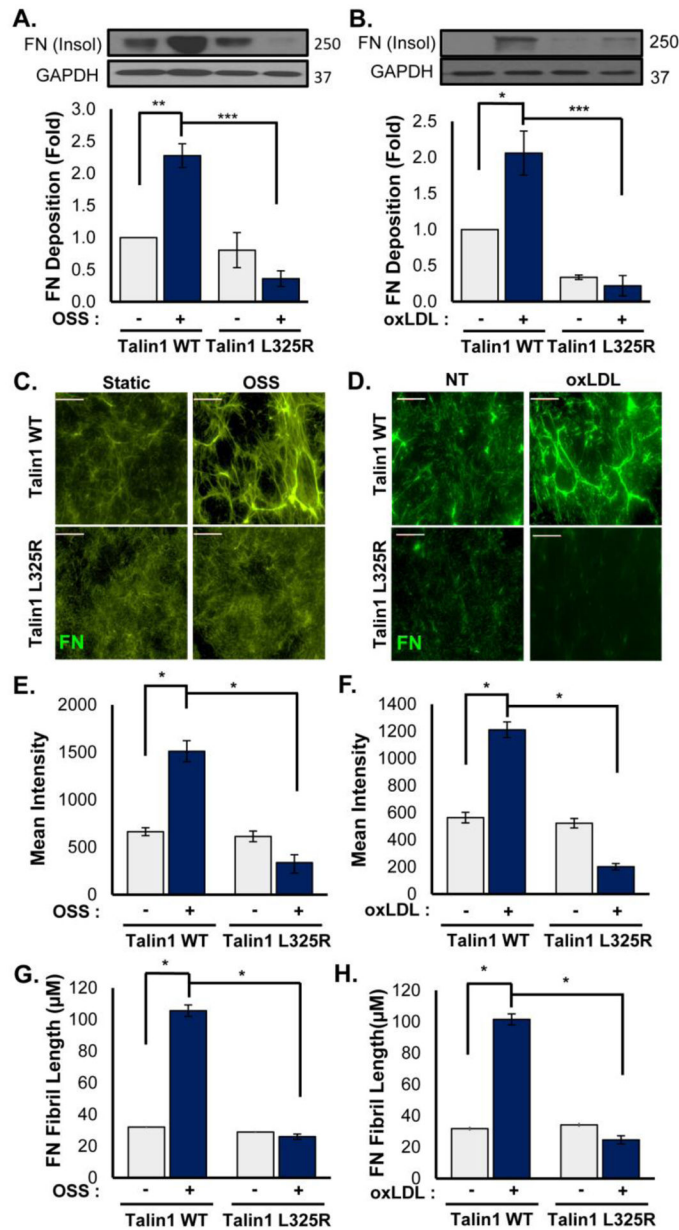 A.
FN (Insol)
250
GAPDH
37
FN Deposition (Fold)
3.0
2.5
2.0
1.5
1.0
0.5
0.0
**
***
OSS :
-
+
-
+
Talin1 WT
Talin1 L325R
B.
FN (Insol)
250
GAPDH
37
FN Deposition (Fold)
2.5
2.0
1.5
1.0
0.5
0.0
*
***
oxLDL :
-
+
-
+
Talin1 WT
Talin1 L325R
C.
Static
OSS
Talin1 WT
Talin1 L325R
FN
D.
NT
oxLDL
Talin1 WT
Talin1 L325R
FN
E.
Mean Intensity
2000
1500
1000
500
0
*
*
OSS :
-
+
-
+
Talin1 WT
Talin1 L325R
F.
Mean Intensity
1400
1200
1000
800
600
400
200
0
*
*
oxLDL :
-
+
-
+
Talin1 WT
Talin1 L325R
G.
FN Fibril Length (µM)
120
100
80
60
40
20
0
*
*
OSS :
-
+
-
+
Talin1 WT
Talin1 L325R
H.
FN Fibril Length(µM)
120
100
80
60
40
20
0
*
*
oxLDL :
-
+
-
+
Talin1 WT
Talin1 L325R